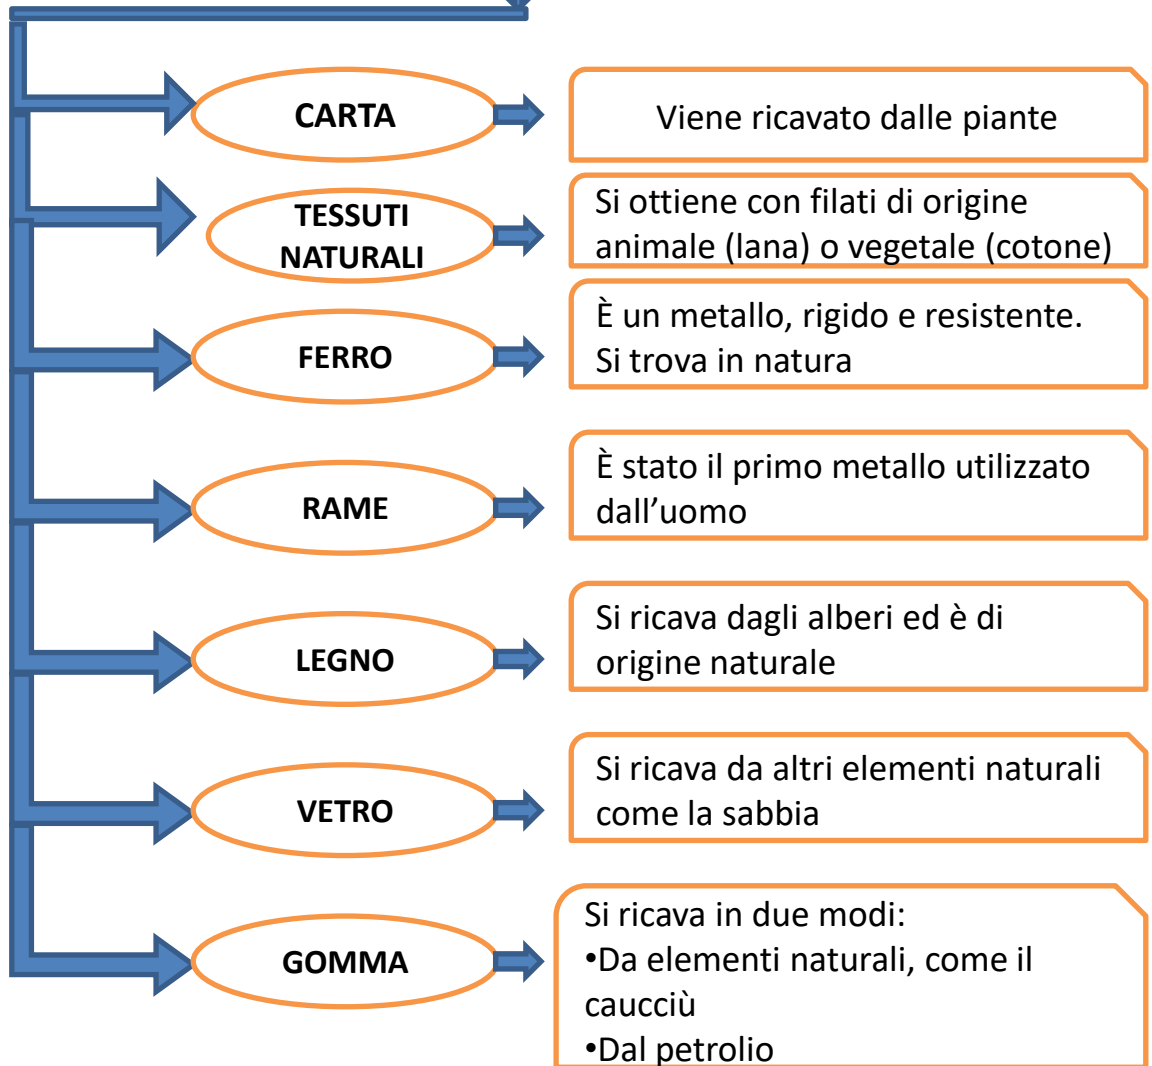 CARTA
Viene ricavato dalle piante
TESSUTI
NATURALI
Si ottiene con filati di origine
animale (lana) o vegetale (cotone)
FERRO
È un metallo, rigido e resistente.
Si trova in natura
RAME
È stato il primo metallo utilizzato
dall’uomo
LEGNO
Si ricava dagli alberi ed è di
origine naturale
VETRO
Si ricava da altri elementi naturali
come la sabbia
GOMMA
Si ricava in due modi:
•Da elementi naturali, come il
caucciù
•Dal petrolio